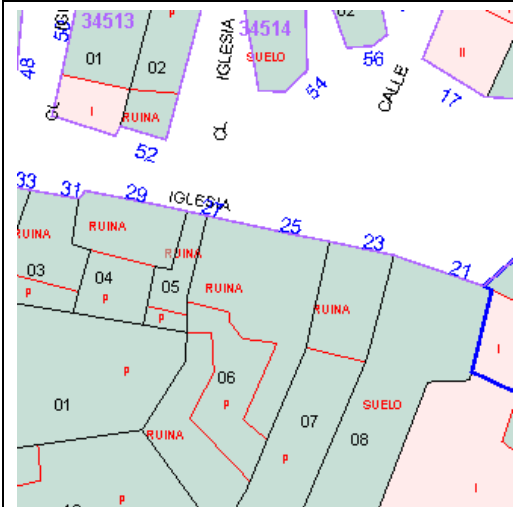 50
34513
P
IGLESIA
34514
02
56
48
01
02
SUELO
54
CALLE
II
17
I
RUINA
CL
52
33
31
29
IGLESIA
27
25
23
21
RUINA
RUINA
RUINA
03
04
05
RUINA
RUINA
P
P
P
I
06
P
P
01
RUINA
07
08
SUELO
P
P
I